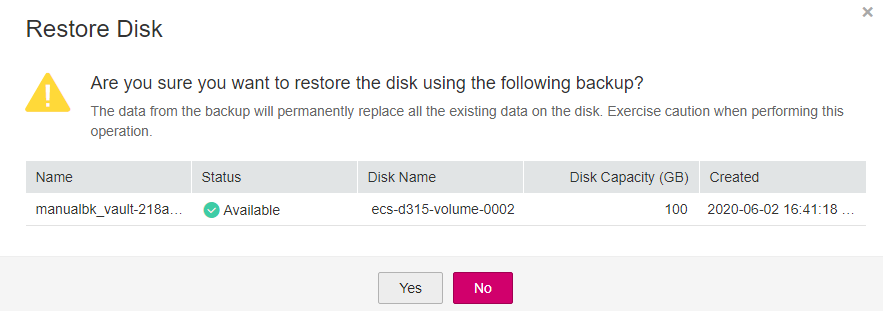 Restore Disk
Are you sure you want to restore the disk using the following backup?
The data from the backup will permanently replace all the existing data on the disk. Exercise caution when performing this
operation.
Name Status Disk Name Disk Capacity (GB) Created
manualbk_vault-218a... Available ecs-d315-volume-0002 100 2020-06-02 16:41:18 ...
Yes No